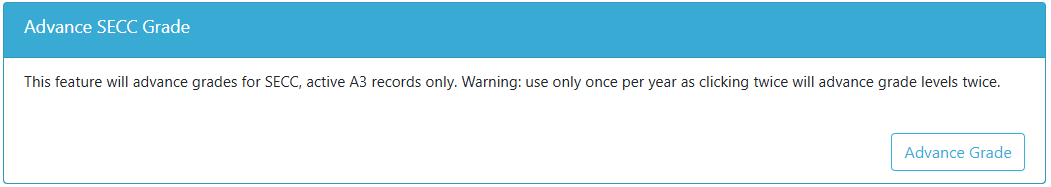 Advance SECC Grade
This feature will advance grades for SECC, active A3 records only. Warning: use only once per year as clicking twice will advance grade levels twice.
Advance Grade